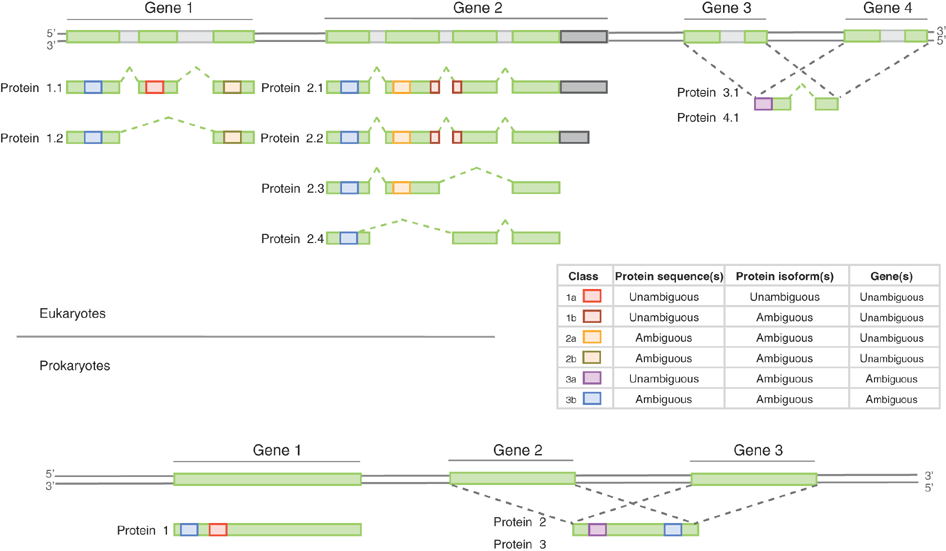 Gene 1 Gene 2 Gene 3 Gene 4
5' 3'
3' 5'
Protein 1.1 Protein 2.1 Protein 3.1
Protein 4.1
Protein 1.2 Protein 2.2
Protein 2.3
Protein 2.4
Class Protein sequence(s) Protein isoform(s) Gene(s)
1a Unambiguous Unambiguous Unambiguous
1b Unambiguous Ambiguous Unambiguous
2a Ambiguous Ambiguous Unambiguous
2b Ambiguous Ambiguous Unambiguous
3a Unambiguous Ambiguous Ambiguous
3b Ambiguous Ambiguous Ambiguous
Eukaryotes
Prokaryotes
Gene 1 Gene 2 Gene 3
5' 3'
3' 5'
Protein 1 Protein 2
Protein 3